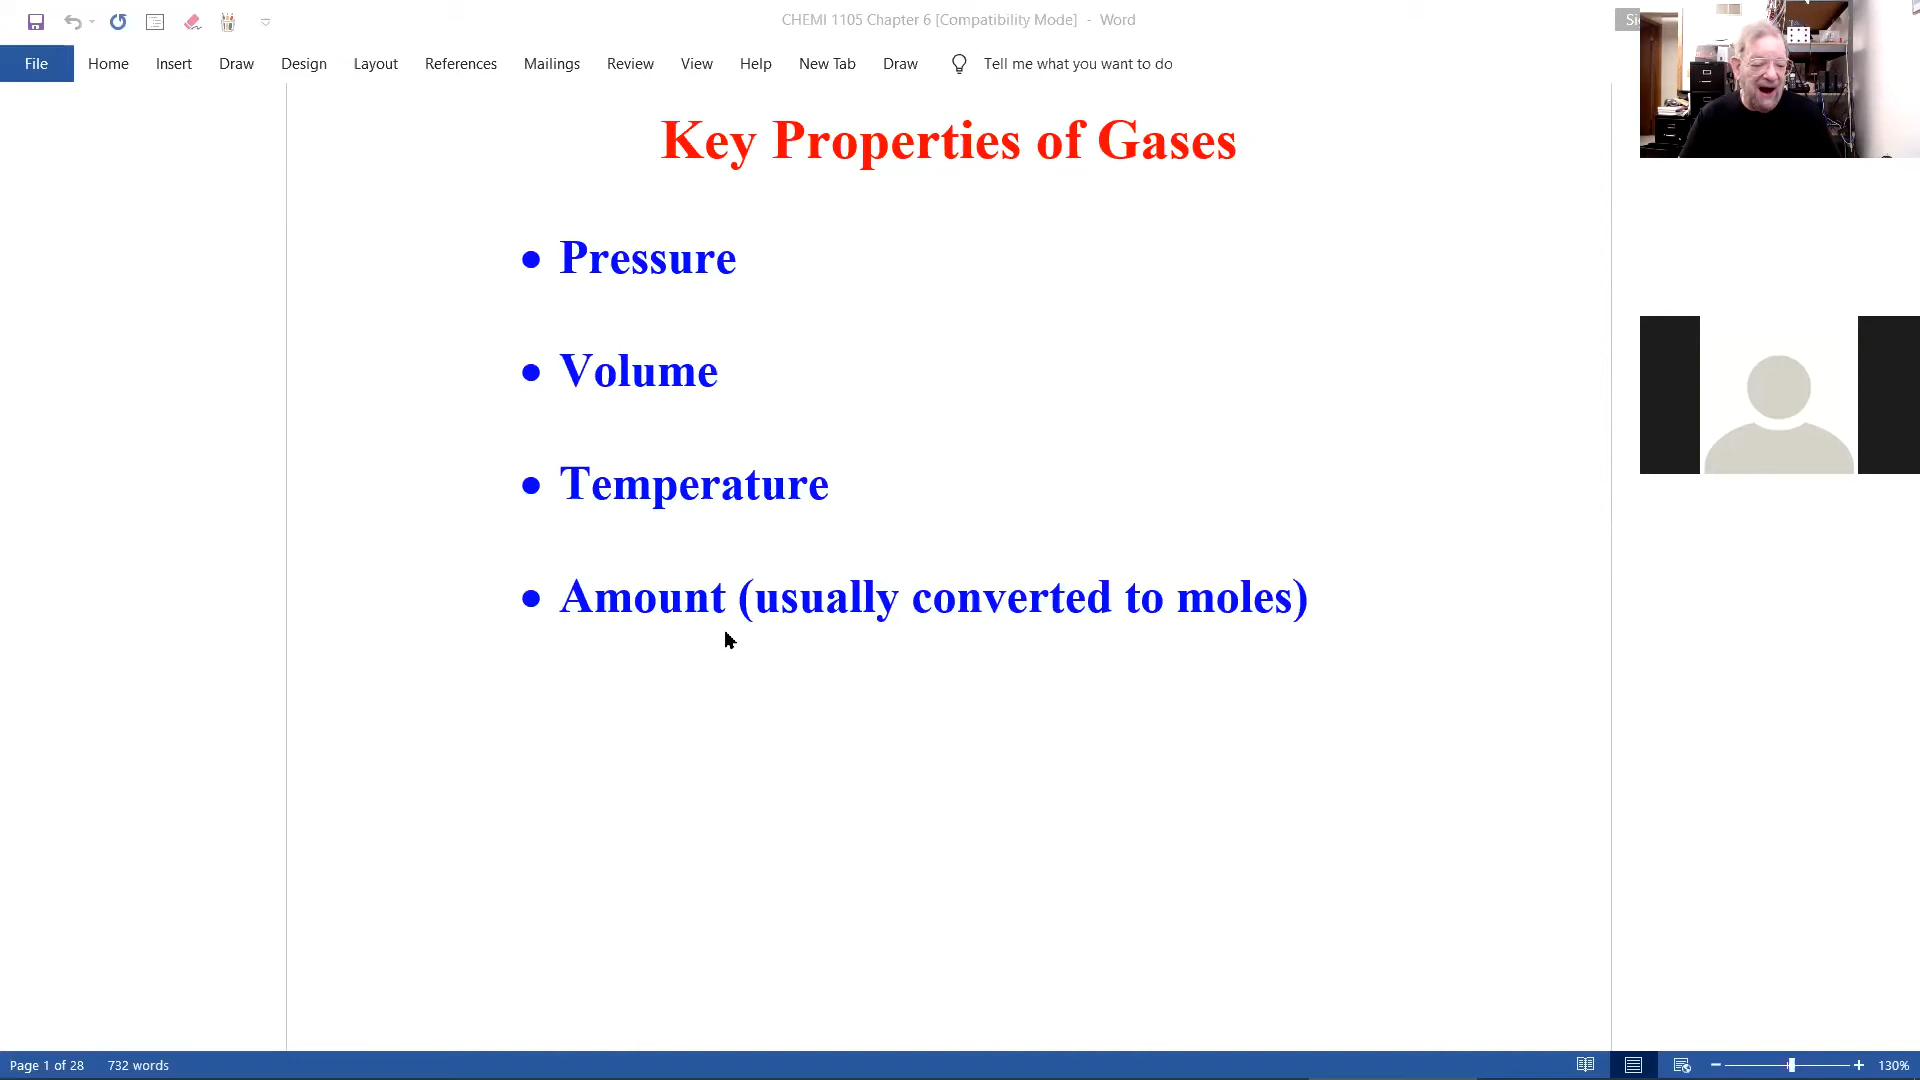 CHEMI 1105 Chapter 6 [Compatibility Mode] - Word
Si
File Home Insert Draw Design Layout References Mailings Review View Help New Tab Draw Tell me what you want to do
Key Properties of Gases
• Pressure
• Volume
• Temperature
• Amount (usually converted to moles)
Page 1 of 28 732 words 130%